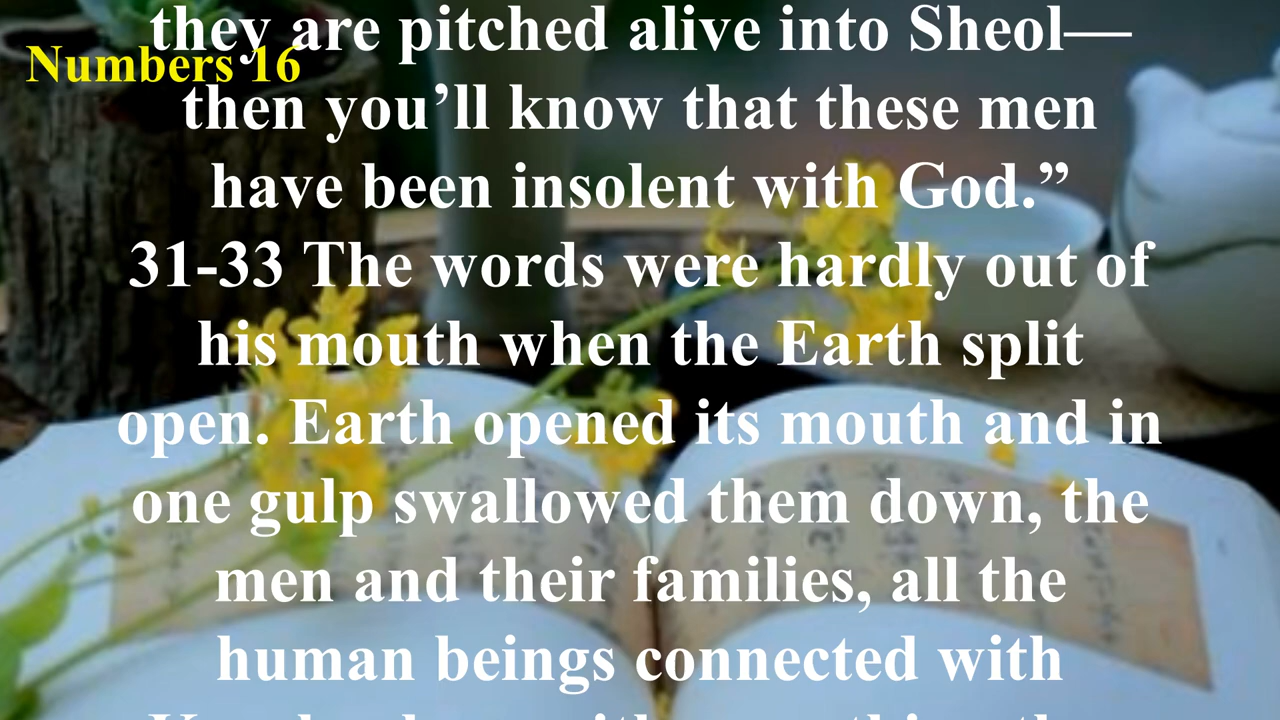 they are pitched alive into Sheol—
Numbers 16
then you’ll know that these men
have been insolent with God.”
31-33 The words were hardly out of
his mouth when the Earth split
open. Earth opened its mouth and in
one gulp swallowed them down, the
men and their families, all the
human beings connected with